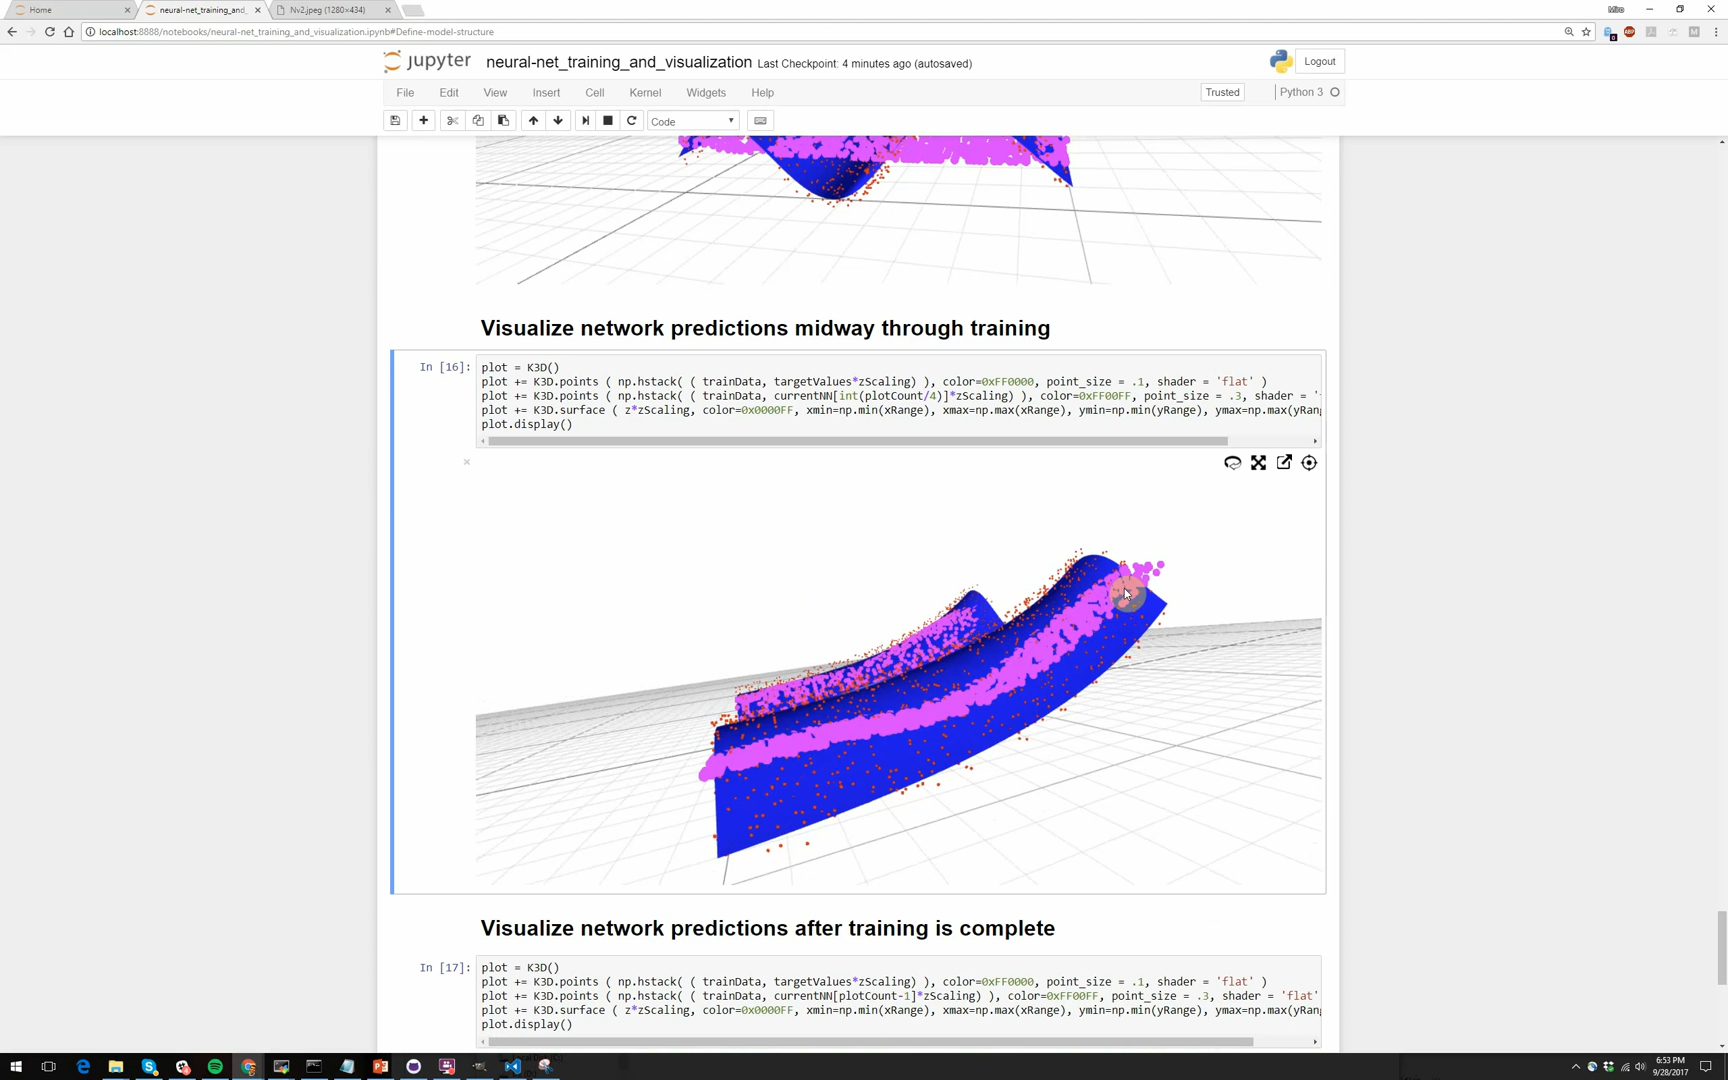 Home
neural-net_training_and_
Nv2.jpeg (1280×434)
Miro
localhost:8888/notebooks/neural-net_training_and_visualization.ipynb#Define-model-structure
jupyter neural-net_training_and_visualization Last Checkpoint: 4 minutes ago (autosaved)
Logout
File Edit View Insert Cell Kernel Widgets Help
Trusted
Python 3
Code
Visualize network predictions midway through training
In [16]:
plot = K3D()
plot += K3D.points ( np.hstack( ( trainData, targetValues*zScaling) ), color=0xFF0000, point_size = .1, shader = 'flat' )
plot += K3D.points ( np.hstack( ( trainData, currentNN[int(plotCount/4)]*zScaling) ), color=0xFF00FF, point_size = .3, shader = '
plot += K3D.surface ( z*zScaling, color=0x0000FF, xmin=np.min(xRange), xmax=np.max(xRange), ymin=np.min(yRange), ymax=np.max(yRan
plot.display()
Visualize network predictions after training is complete
In [17]:
plot = K3D()
plot += K3D.points ( np.hstack( ( trainData, targetValues*zScaling) ), color=0xFF0000, point_size = .1, shader = 'flat' )
plot += K3D.points ( np.hstack( ( trainData, currentNN[plotCount-1]*zScaling) ), color=0xFF00FF, point_size = .3, shader = 'flat'
plot += K3D.surface ( z*zScaling, color=0x0000FF, xmin=np.min(xRange), xmax=np.max(xRange), ymin=np.min(yRange), ymax=np.max(yRan
plot.display()
6:53 PM
9/28/2017